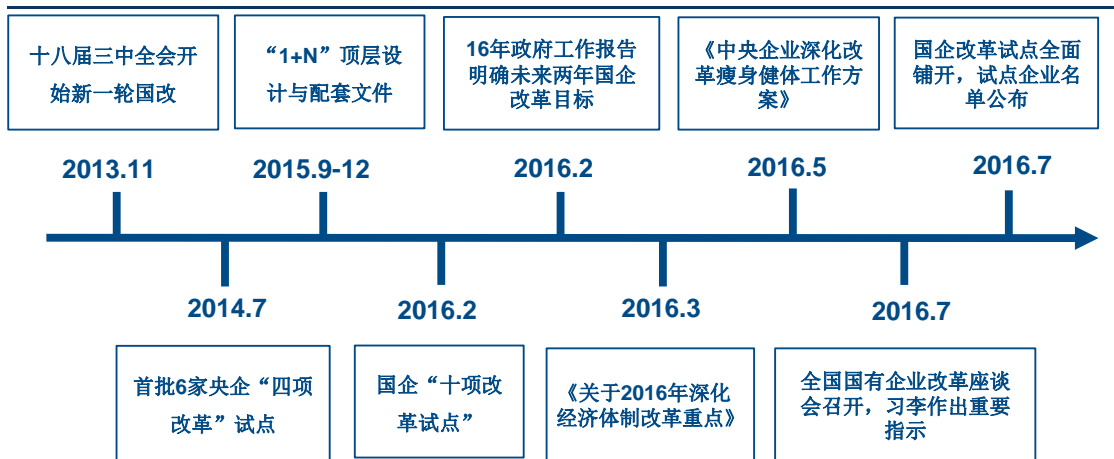 十八届三中全会开
始新一轮国改
“1+N”顶层设
计与配套文件
16年政府工作报告
明确未来两年国企
改革目标
《中央企业深化改
革瘦身健体工作方
案》
国企改革试点全面
铺开，试点企业名
单公布
2013.11
2015.9-12
2016.2
2016.5
2016.7
2014.7
2016.2
2016.3
2016.7
首批6家央企“四项
改革”试点
国企“十项改
革试点”
《关于2016年深化
经济体制改革重点》
全国国有企业改革座谈
会召开，习李作出重要
指示